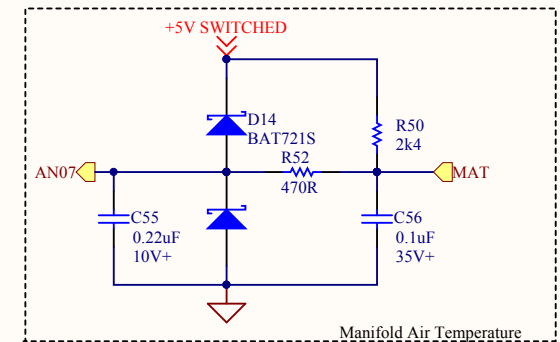 +5V SWITCHED
D14
BAT721S
R50
2k4
R52
470R
AN07
MAT
C55
0.22uF
10V+
C56
0.1uF
35V+
Manifold Air Temperature